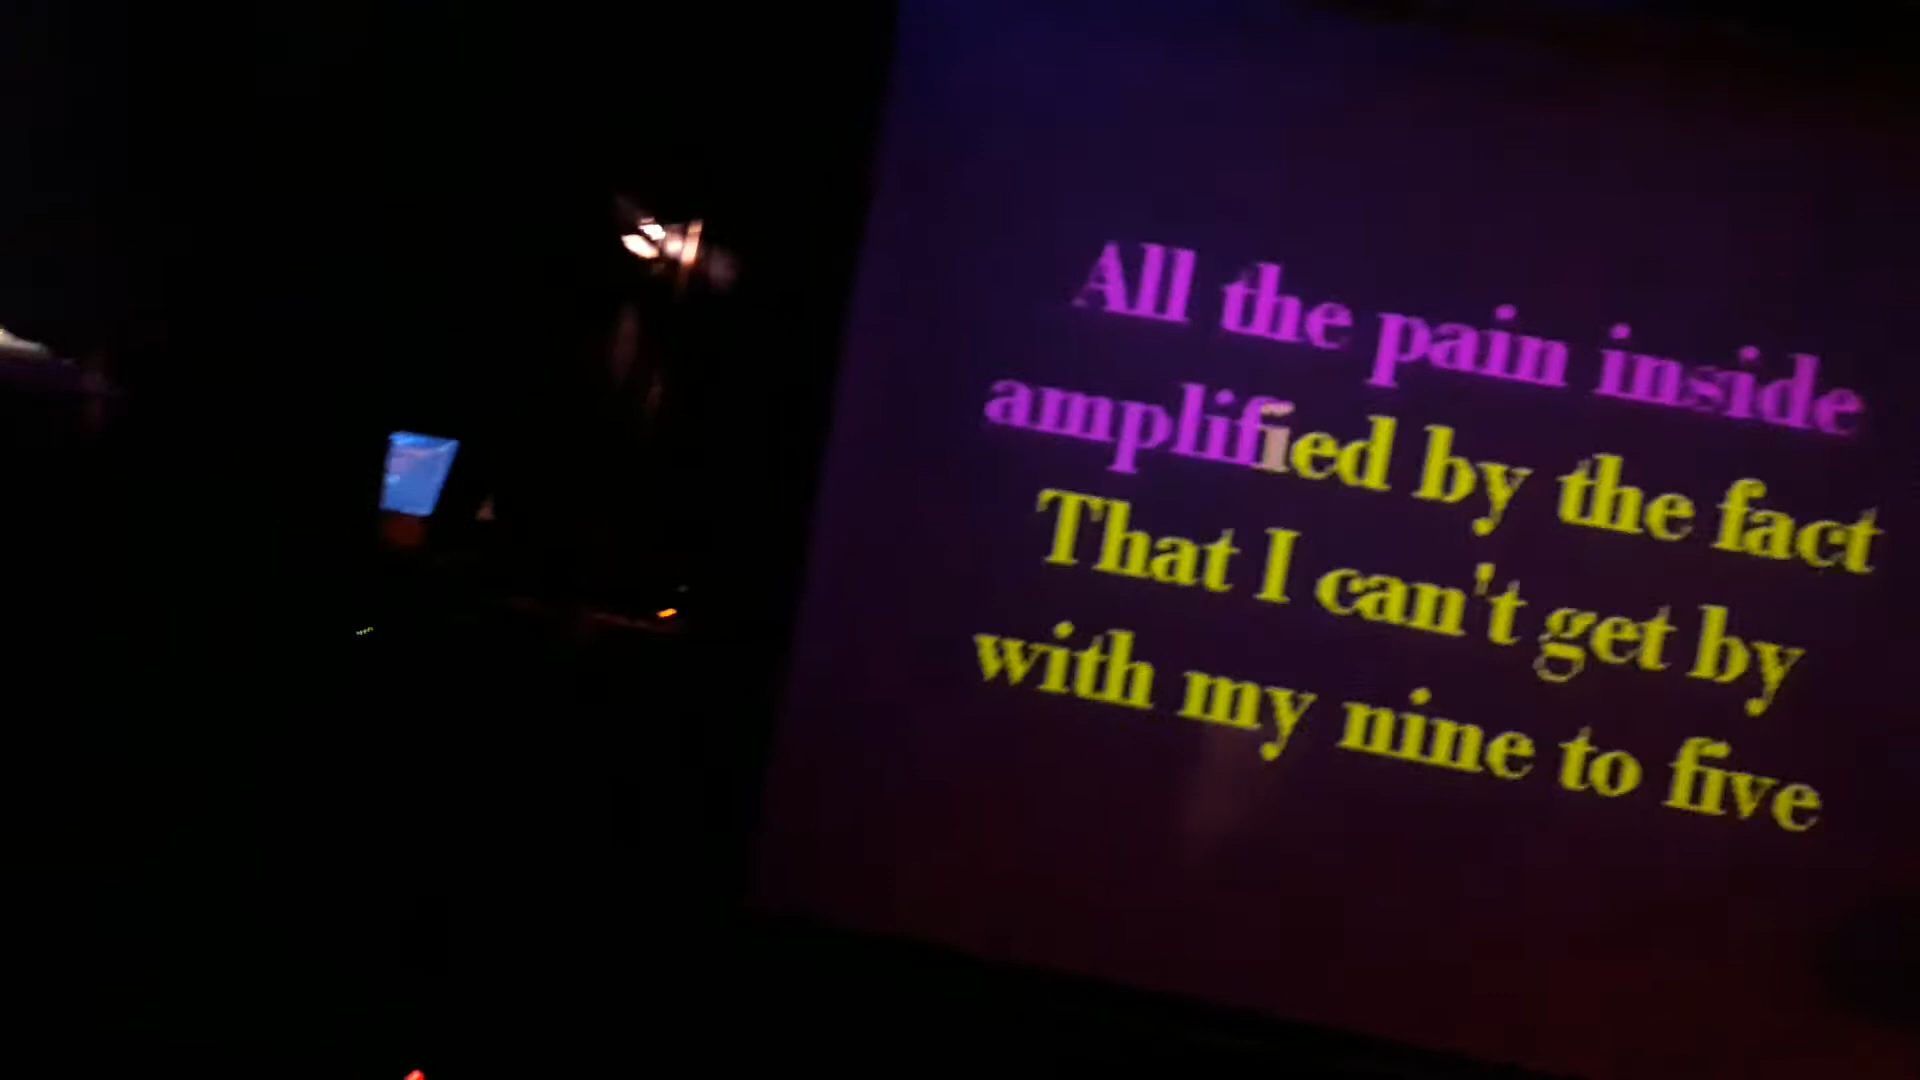 All the pain inside
amplified by the fact
That I can't get by
with my nine to five